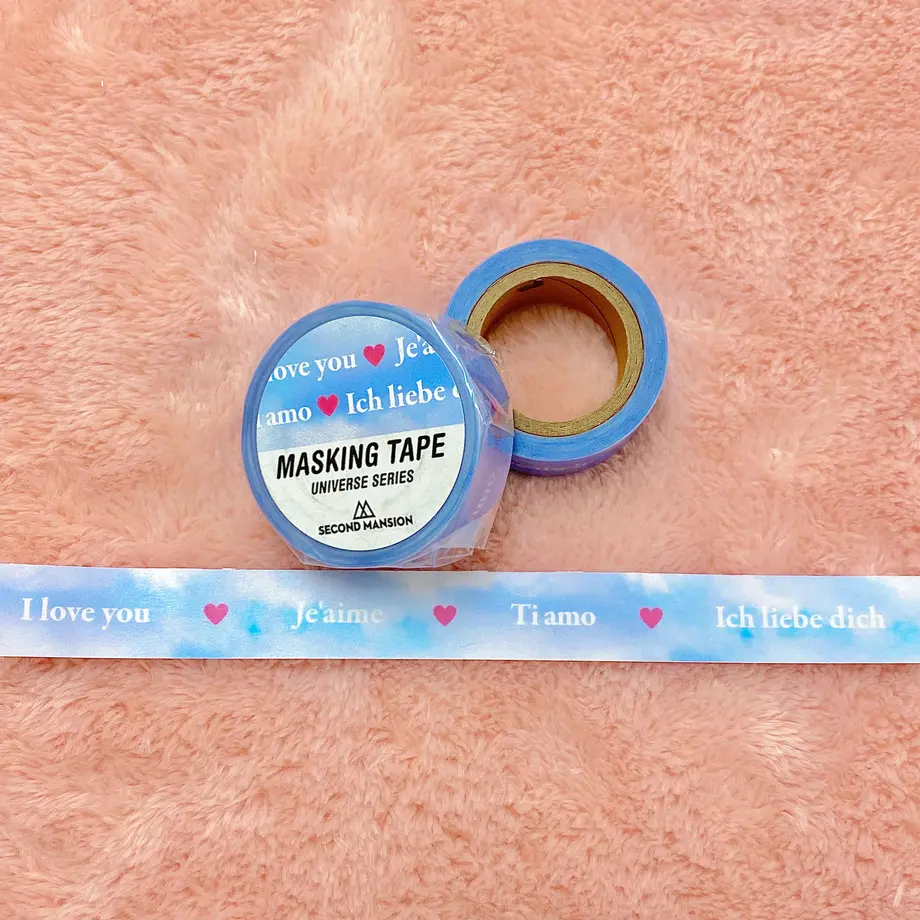 love you ♥ Je'a
amo ♥ Ich liebe
MASKING TAPE
UNIVERSE SERIES
SECOND MANSION
I love you ♥ Je'aime ♥ Ti amo ♥ Ich liebe dich